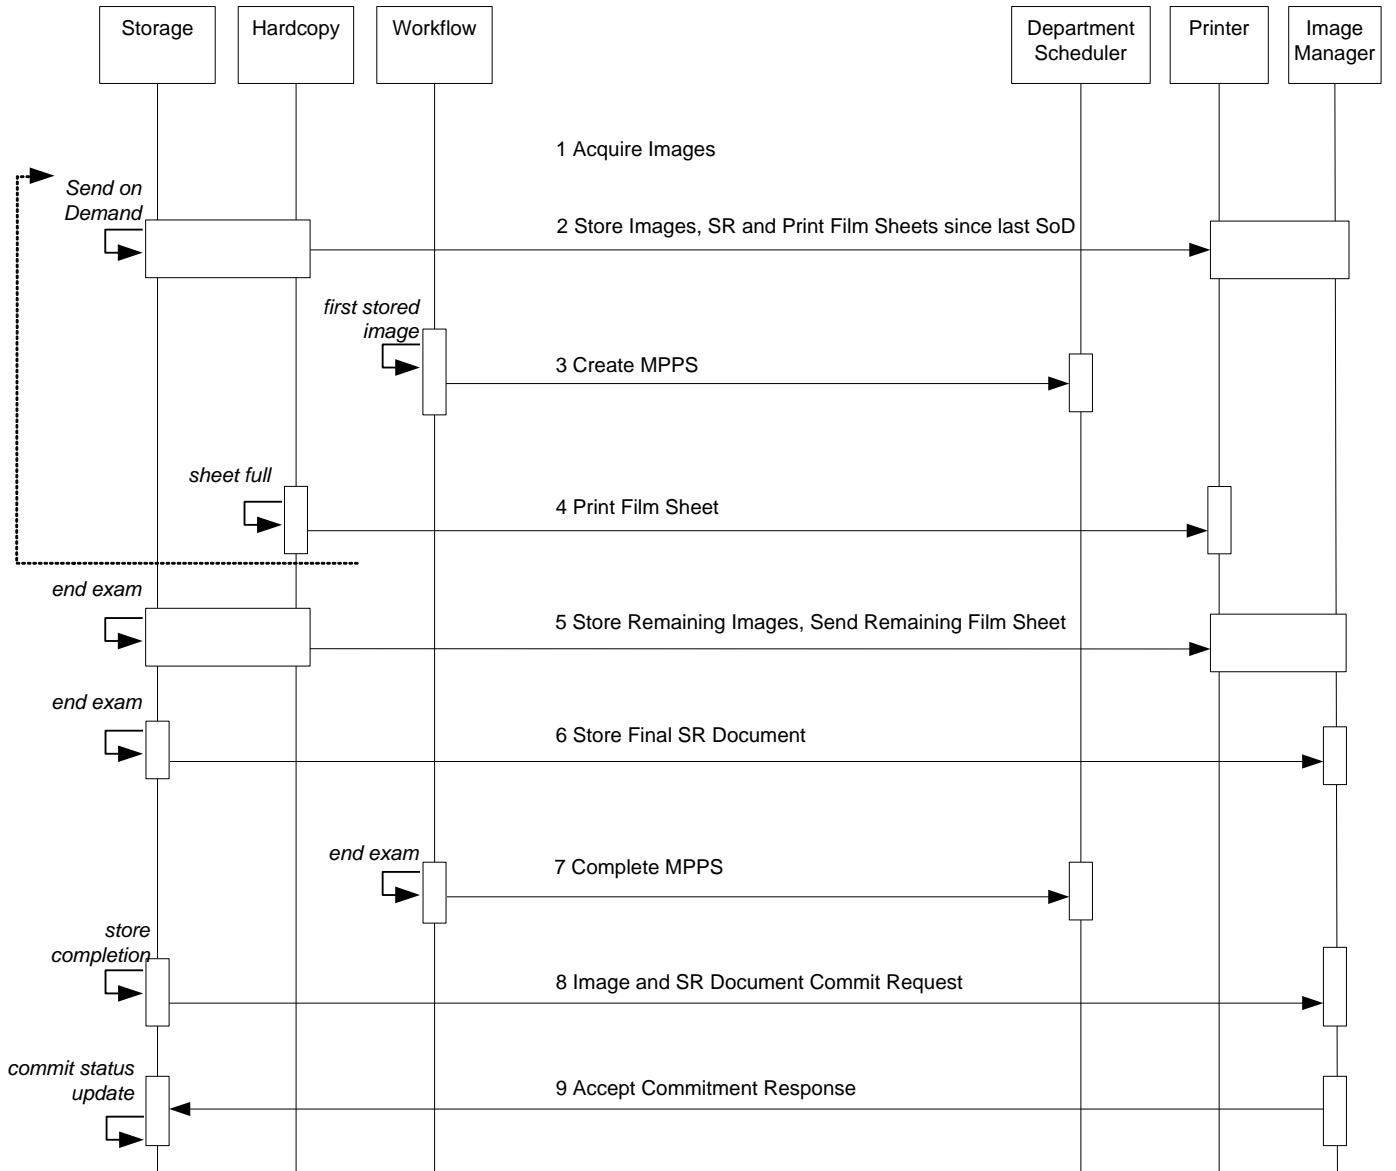 Storage
Hardcopy
Workflow
Department
Scheduler
Printer
Image
Manager
1 Acquire Images
Send on
Demand
2 Store Images, SR and Print Film Sheets since last SoD
first stored
image
3 Create MPPS
sheet full
4 Print Film Sheet
end exam
5 Store Remaining Images, Send Remaining Film Sheet
end exam
6 Store Final SR Document
end exam
7 Complete MPPS
store
completion
8 Image and SR Document Commit Request
commit status
update
9 Accept Commitment Response